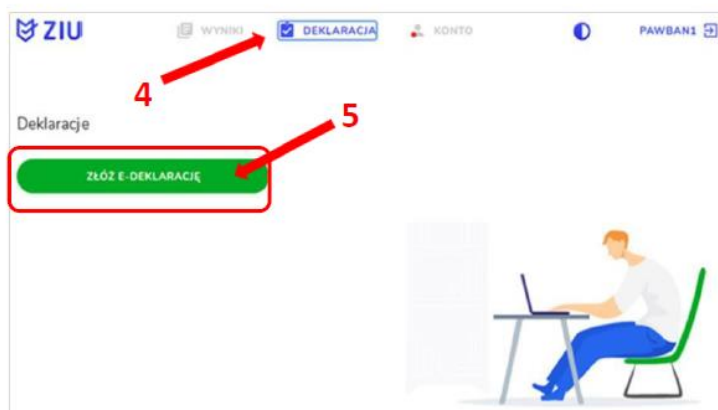 ZIU WYNIKI DEKLARACJA KONTO PAWBAN1
4
5
Deklaracje
ZŁÓŻ E-DEKLARACJĘ